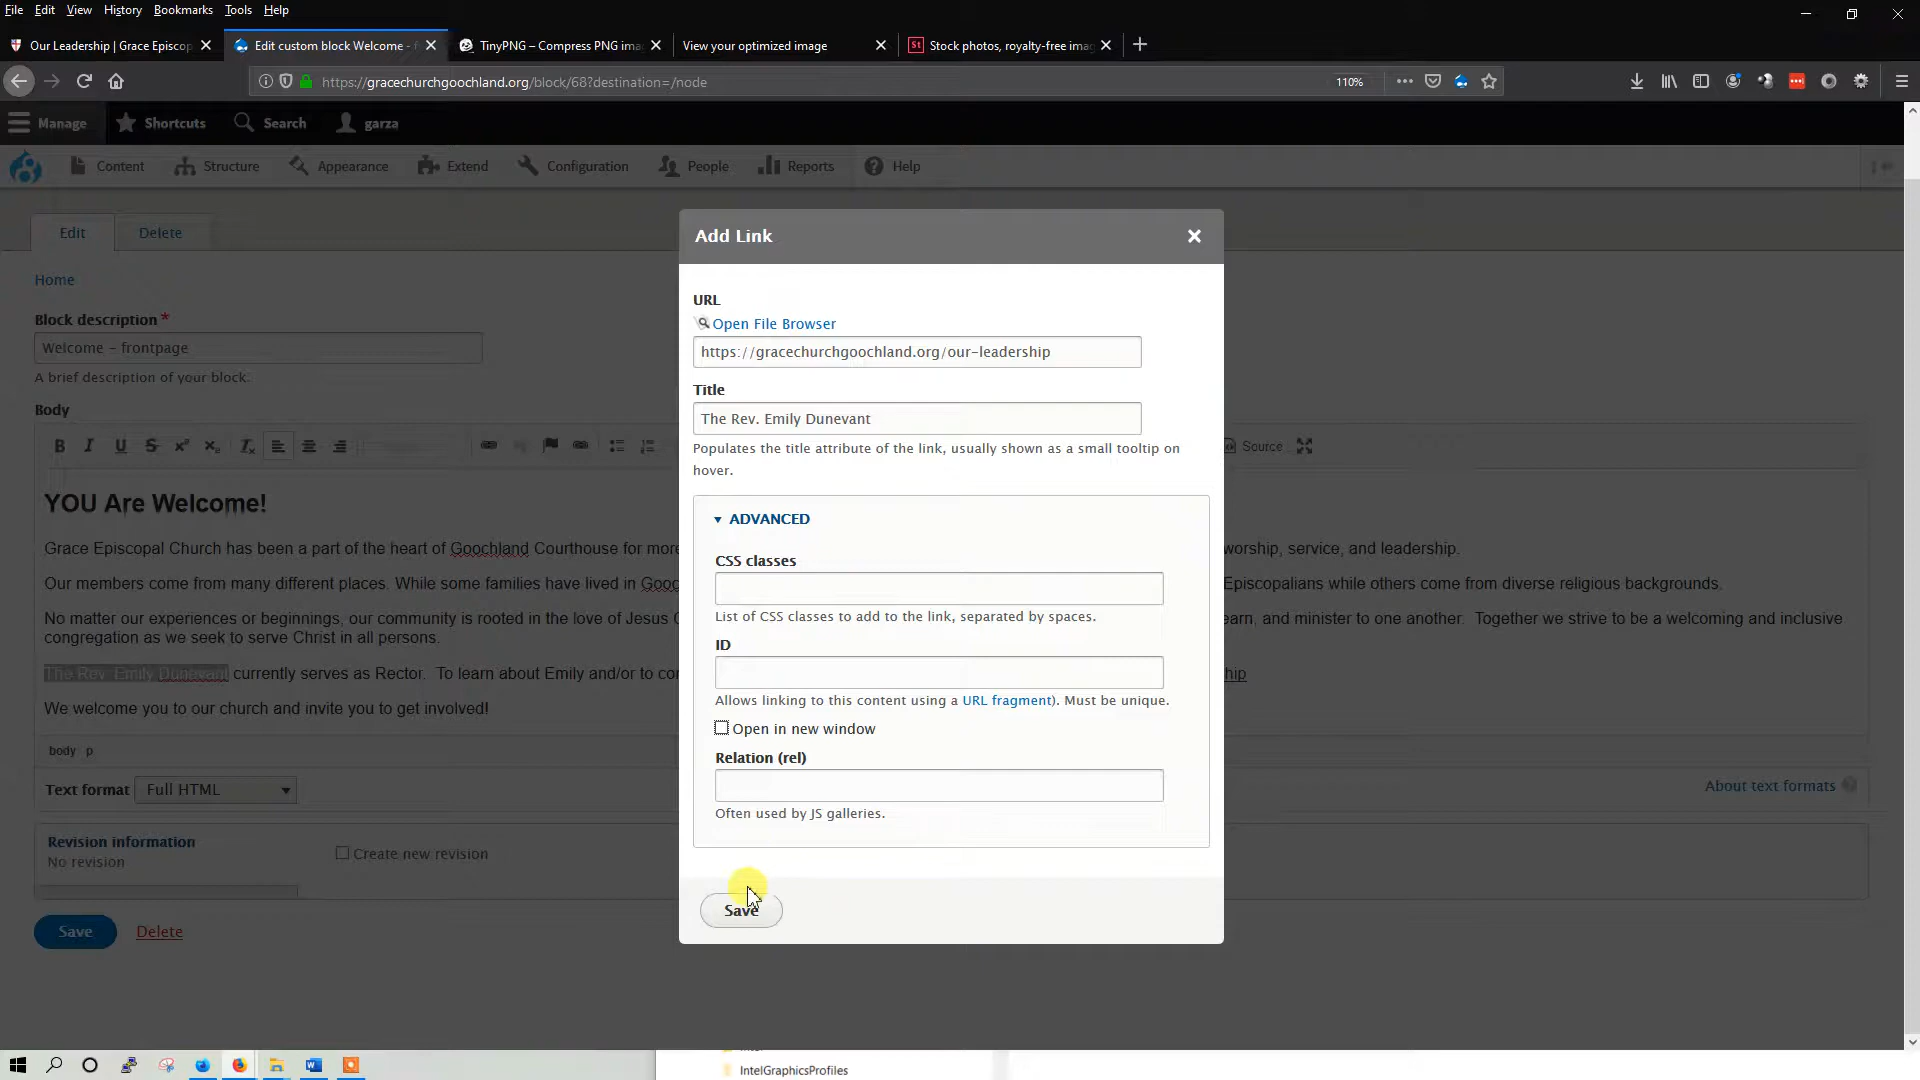 File Edit View History Bookmarks Tools Help
Our Leadership | Grace Episcop
Edit custom block Welcome - f
TinyPNG – Compress PNG ima
View your optimized image
St Stock photos, royalty-free imag
https://gracechurchgoochland.org/block/68?destination=/node
110%
Manage Shortcuts Search garza
Content Structure Appearance Extend Configuration People Reports Help
Edit Delete
Home
Block description *
Welcome - frontpage
A brief description of your block.
Body
Source
YOU Are Welcome!
Grace Episcopal Church has been a part of the heart of Goochland Courthouse for more
worship, service, and leadership.
Our members come from many different places. While some families have lived in Gooc
Episcopalians while others come from diverse religious backgrounds.
No matter our experiences or beginnings, our community is rooted in the love of Jesus C
earn, and minister to one another. Together we strive to be a welcoming and inclusive
congregation as we seek to serve Christ in all persons.
The Rev. Emily Dunevant currently serves as Rector. To learn about Emily and/or to cor
ip
We welcome you to our church and invite you to get involved!
body p
Text format Full HTML
About text formats
Revision information
No revision
Create new revision
Save Delete
Add Link
URL
Open File Browser
https://gracechurchgoochland.org/our-leadership
Title
The Rev. Emily Dunevant
Populates the title attribute of the link, usually shown as a small tooltip on
hover.
ADVANCED
CSS classes
List of CSS classes to add to the link, separated by spaces.
ID
Allows linking to this content using a URL fragment). Must be unique.
Open in new window
Relation (rel)
Often used by JS galleries.
Save
IntelGraphicsProfiles